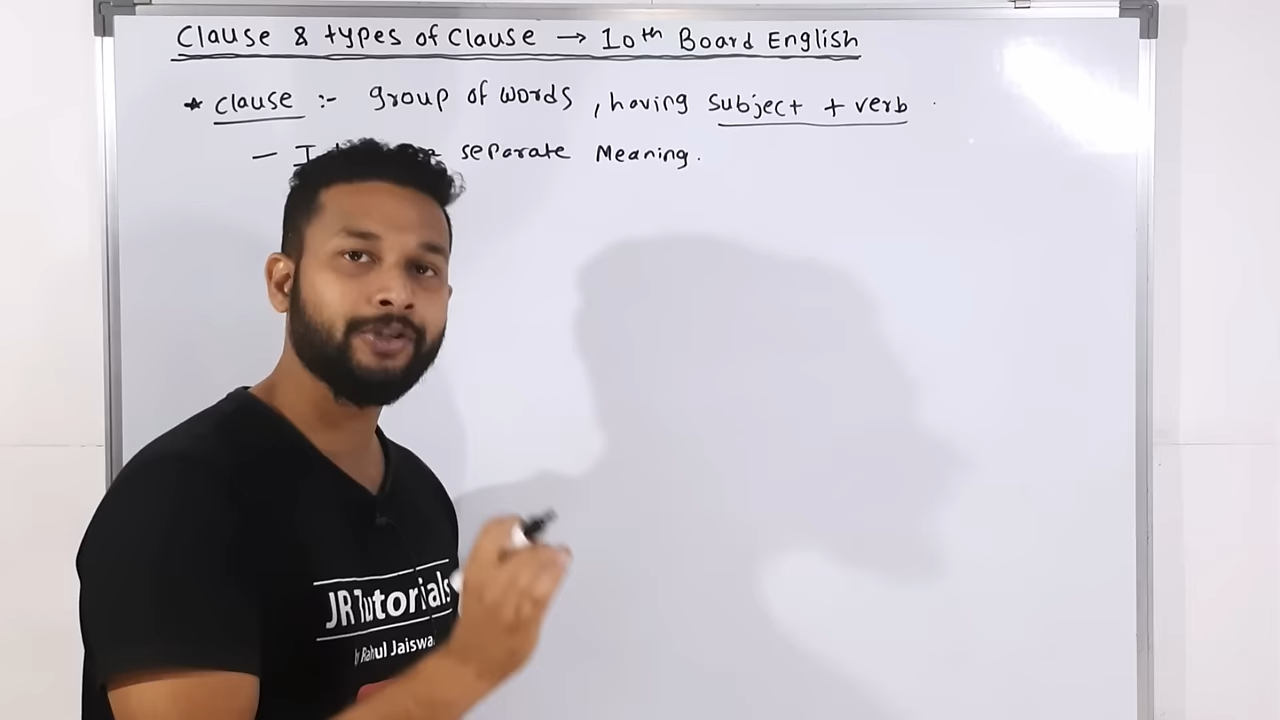 Clause & types of Clause → 10th Board English
* Clause :- group of words, having subject + verb
— separate Meaning.
JR Tutorials
by Rahul Jaiswal